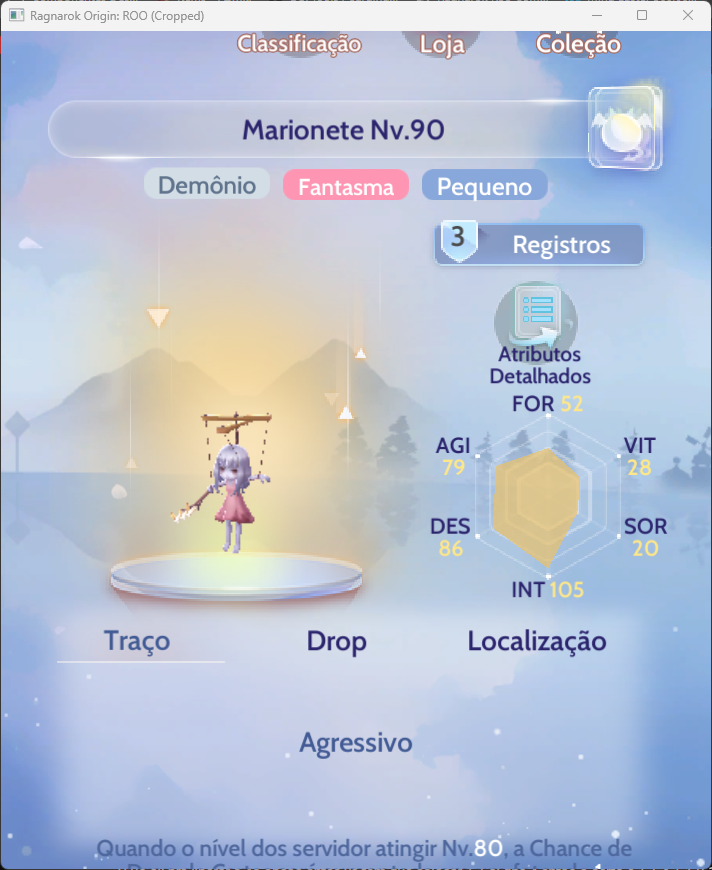 Ragnarok Origin: ROO (Cropped)
Classificação
Loja
Coleção
Marionete Nv.90
Demônio
Fantasma
Pequeno
3
Registros
Atributos
Detalhados
FOR 52
AGI
79
VIT
28
DES
86
SOR
20
INT 105
Traço
Drop
Localização
Agressivo
Quando o nível dos servidor atingir Nv.80, a Chance de